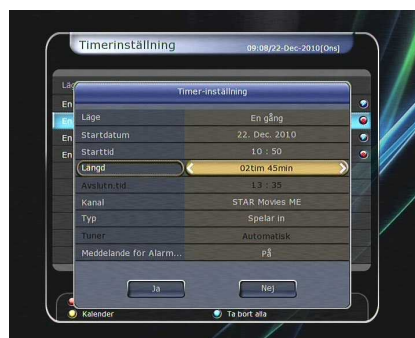 Timerinställning 09:08/22-Dec-2010[Ons]
Timer-inställning
Läge En gång
Startdatum 22. Dec. 2010
Starttid 10 : 50
Längd 02tim 45min
Avslutn.tid 13 : 35
Kanal STAR Movies ME
Typ Spelar in
Tuner Automatisk
Meddelande för Alarm... På
Ja Nej
Kalender Ta bort alla